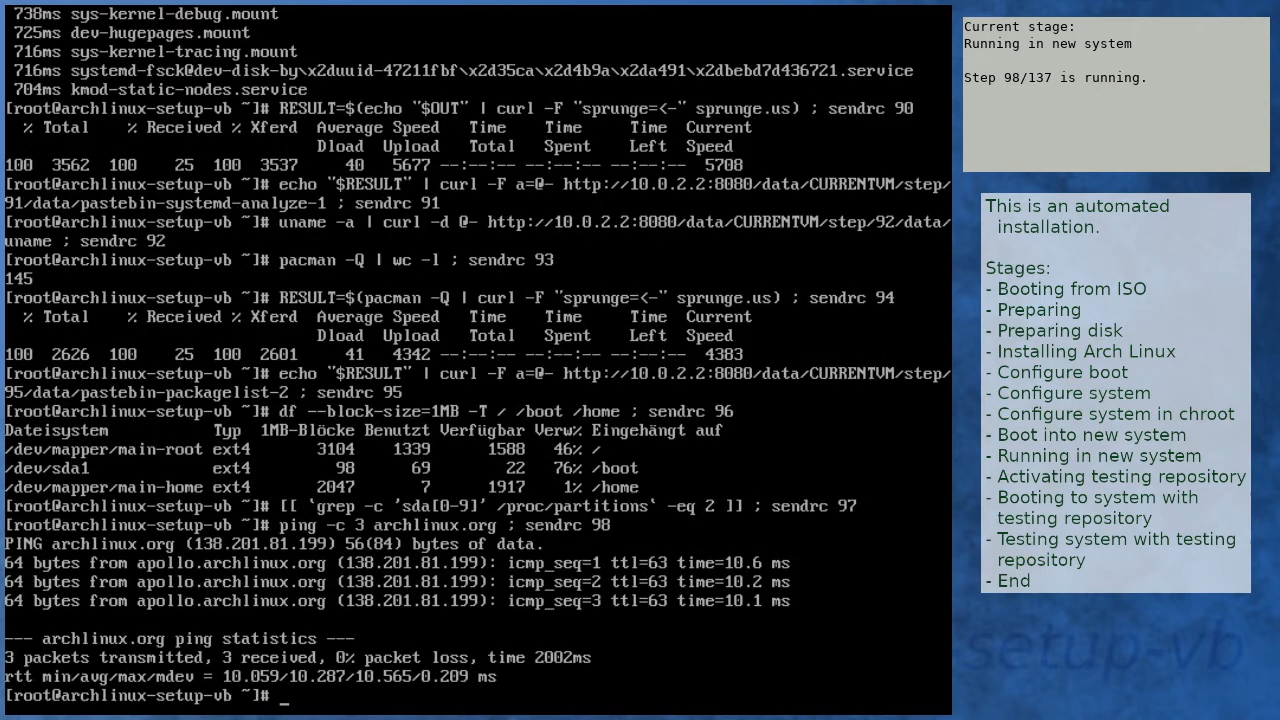 738ms sys-kernel-debug.mount
 725ms dev-hugepages.mount
 716ms sys-kernel-tracing.mount
 716ms systemd-fsck@dev-disk-by\x2duuid-47211fbf\x2d35ca\x2d4b9a\x2da491\x2dbebd7d436721.service
 704ms kmod-static-nodes.service
[root@archlinux-setup-vb ~]# RESULT=$(echo "$OUT" | curl -F "sprunge=<-" sprunge.us) ; sendrc 90
  % Total    % Received % Xferd  Average Speed   Time    Time     Time  Current
                                 Dload  Upload   Total   Spent    Left  Speed
100  3562  100    25  100  3537     40   5677 --:--:-- --:--:-- --:--:--  5708
[root@archlinux-setup-vb ~]# echo "$RESULT" | curl -F a=@- http://10.0.2.2:8080/data/CURRENTVM/step/
91/data/pastebin-systemd-analyze-1 ; sendrc 91
[root@archlinux-setup-vb ~]# uname -a | curl -d @- http://10.0.2.2:8080/data/CURRENTVM/step/92/data/
uname ; sendrc 92
[root@archlinux-setup-vb ~]# pacman -Q | wc -l ; sendrc 93
145
[root@archlinux-setup-vb ~]# RESULT=$(pacman -Q | curl -F "sprunge=<-" sprunge.us) ; sendrc 94
  % Total    % Received % Xferd  Average Speed   Time    Time     Time  Current
                                 Dload  Upload   Total   Spent    Left  Speed
100  2626  100    25  100  2601     41   4342 --:--:-- --:--:-- --:--:--  4383
[root@archlinux-setup-vb ~]# echo "$RESULT" | curl -F a=@- http://10.0.2.2:8080/data/CURRENTVM/step/
95/data/pastebin-packagelist-2 ; sendrc 95
[root@archlinux-setup-vb ~]# df --block-size=1MB -T / /boot /home ; sendrc 96
Dateisystem           Typ  1MB-Blöcke Benutzt Verfügbar Verw% Eingehängt auf
/dev/mapper/main-root ext4       3104    1339      1588   46% /
/dev/sda1             ext4         98      69        22   76% /boot
/dev/mapper/main-home ext4       2047       7      1917    1% /home
[root@archlinux-setup-vb ~]# [[ `grep -c 'sda[0-9]' /proc/partitions` -eq 2 ]] ; sendrc 97
[root@archlinux-setup-vb ~]# ping -c 3 archlinux.org ; sendrc 98
PING archlinux.org (138.201.81.199) 56(84) bytes of data.
64 bytes from apollo.archlinux.org (138.201.81.199): icmp_seq=1 ttl=63 time=10.6 ms
64 bytes from apollo.archlinux.org (138.201.81.199): icmp_seq=2 ttl=63 time=10.2 ms
64 bytes from apollo.archlinux.org (138.201.81.199): icmp_seq=3 ttl=63 time=10.1 ms
--- archlinux.org ping statistics ---
3 packets transmitted, 3 received, 0% packet loss, time 2002ms
rtt min/avg/max/mdev = 10.059/10.287/10.565/0.209 ms
[root@archlinux-setup-vb ~]# _
Current stage:
Running in new system
Step 98/137 is running.
This is an automated
installation.
Stages:
- Booting from ISO
- Preparing
- Preparing disk
- Installing Arch Linux
- Configure boot
- Configure system
- Configure system in chroot
- Boot into new system
- Running in new system
- Activating testing repository
- Booting to system with
testing repository
- Testing system with testing
repository
- End
setup-vb